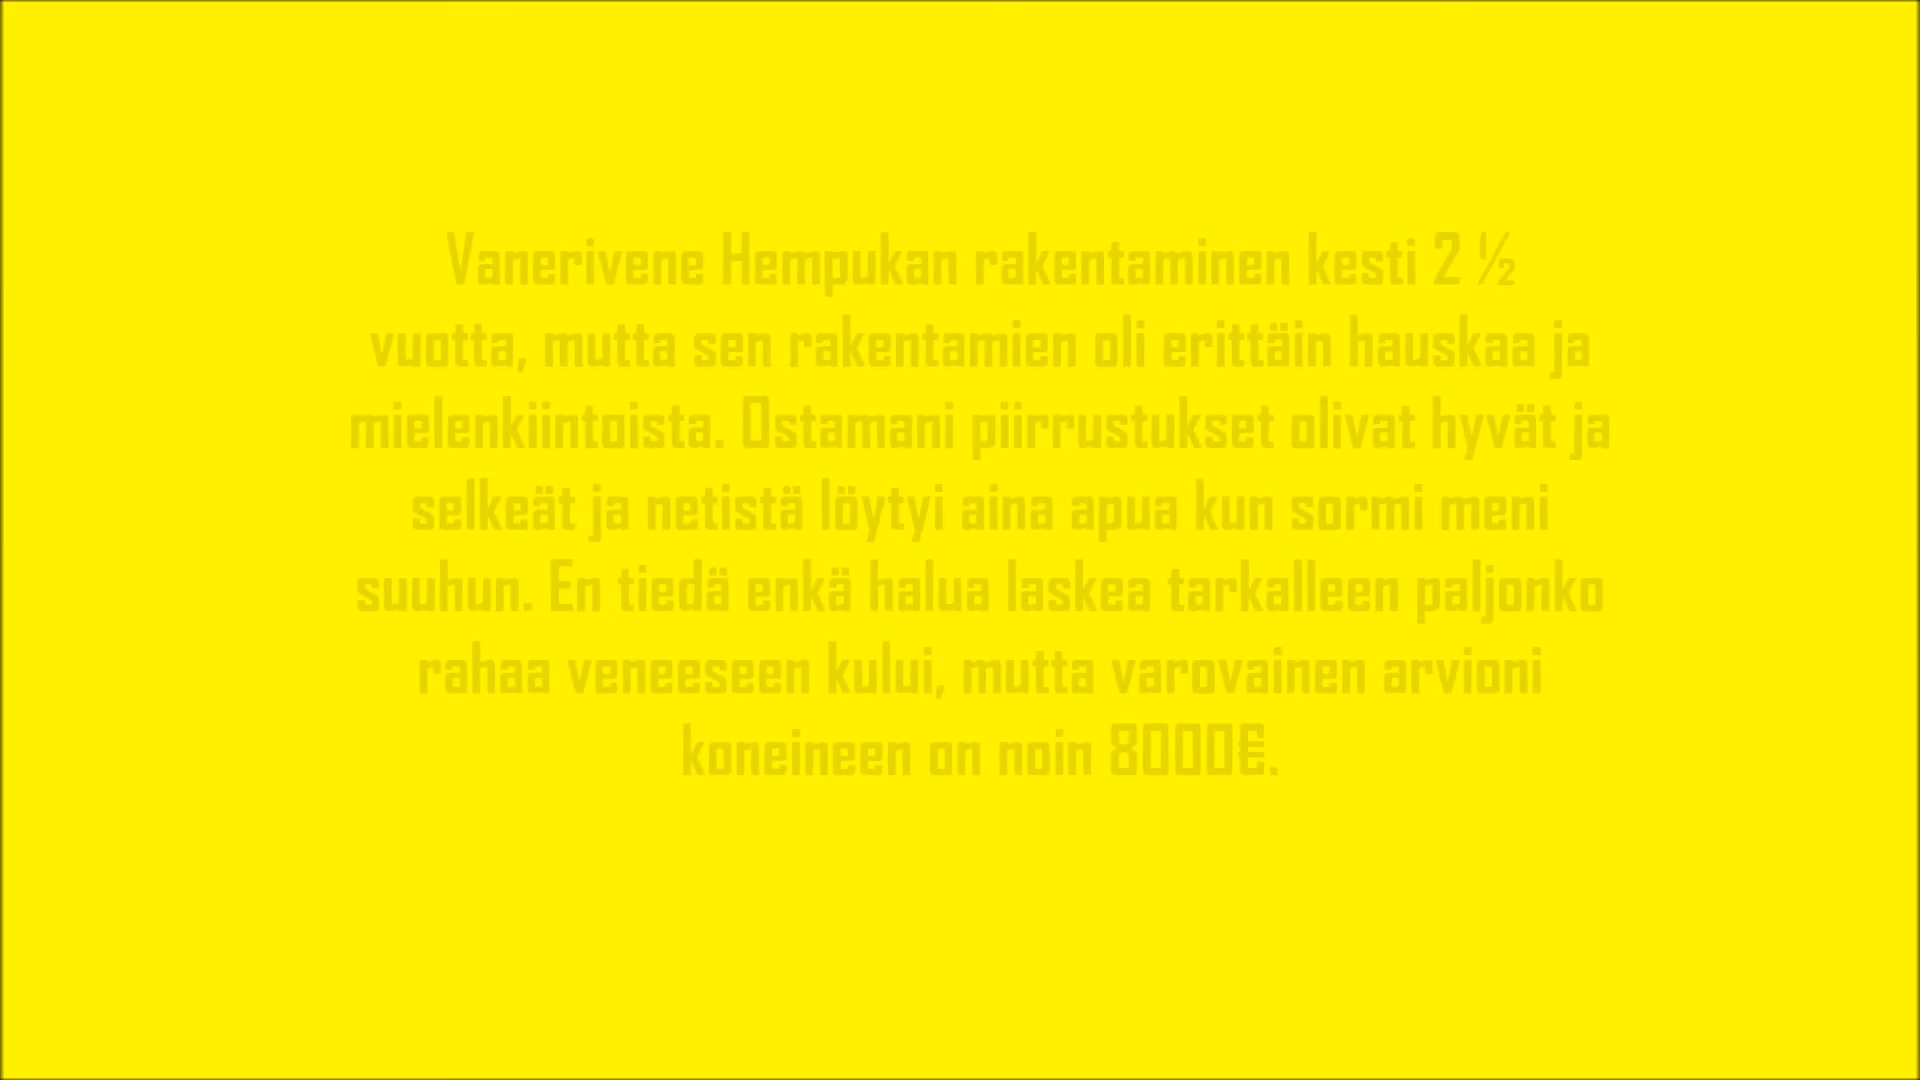 Vanerivene Hempukan rakentaminen kesti 2 ½
vuotta, mutta sen rakentamien oli erittäin hauskaa ja
mielenkiintoista. Ostamani piirrustukset olivat hyvät ja
selkeät ja netistä löytyi aina apua kun sormi meni
suuhun. En tiedä enkä halua laskea tarkalleen paljonko
rahaa veneeseen kului, mutta varovainen arvioni
koneineen on noin 8000€.